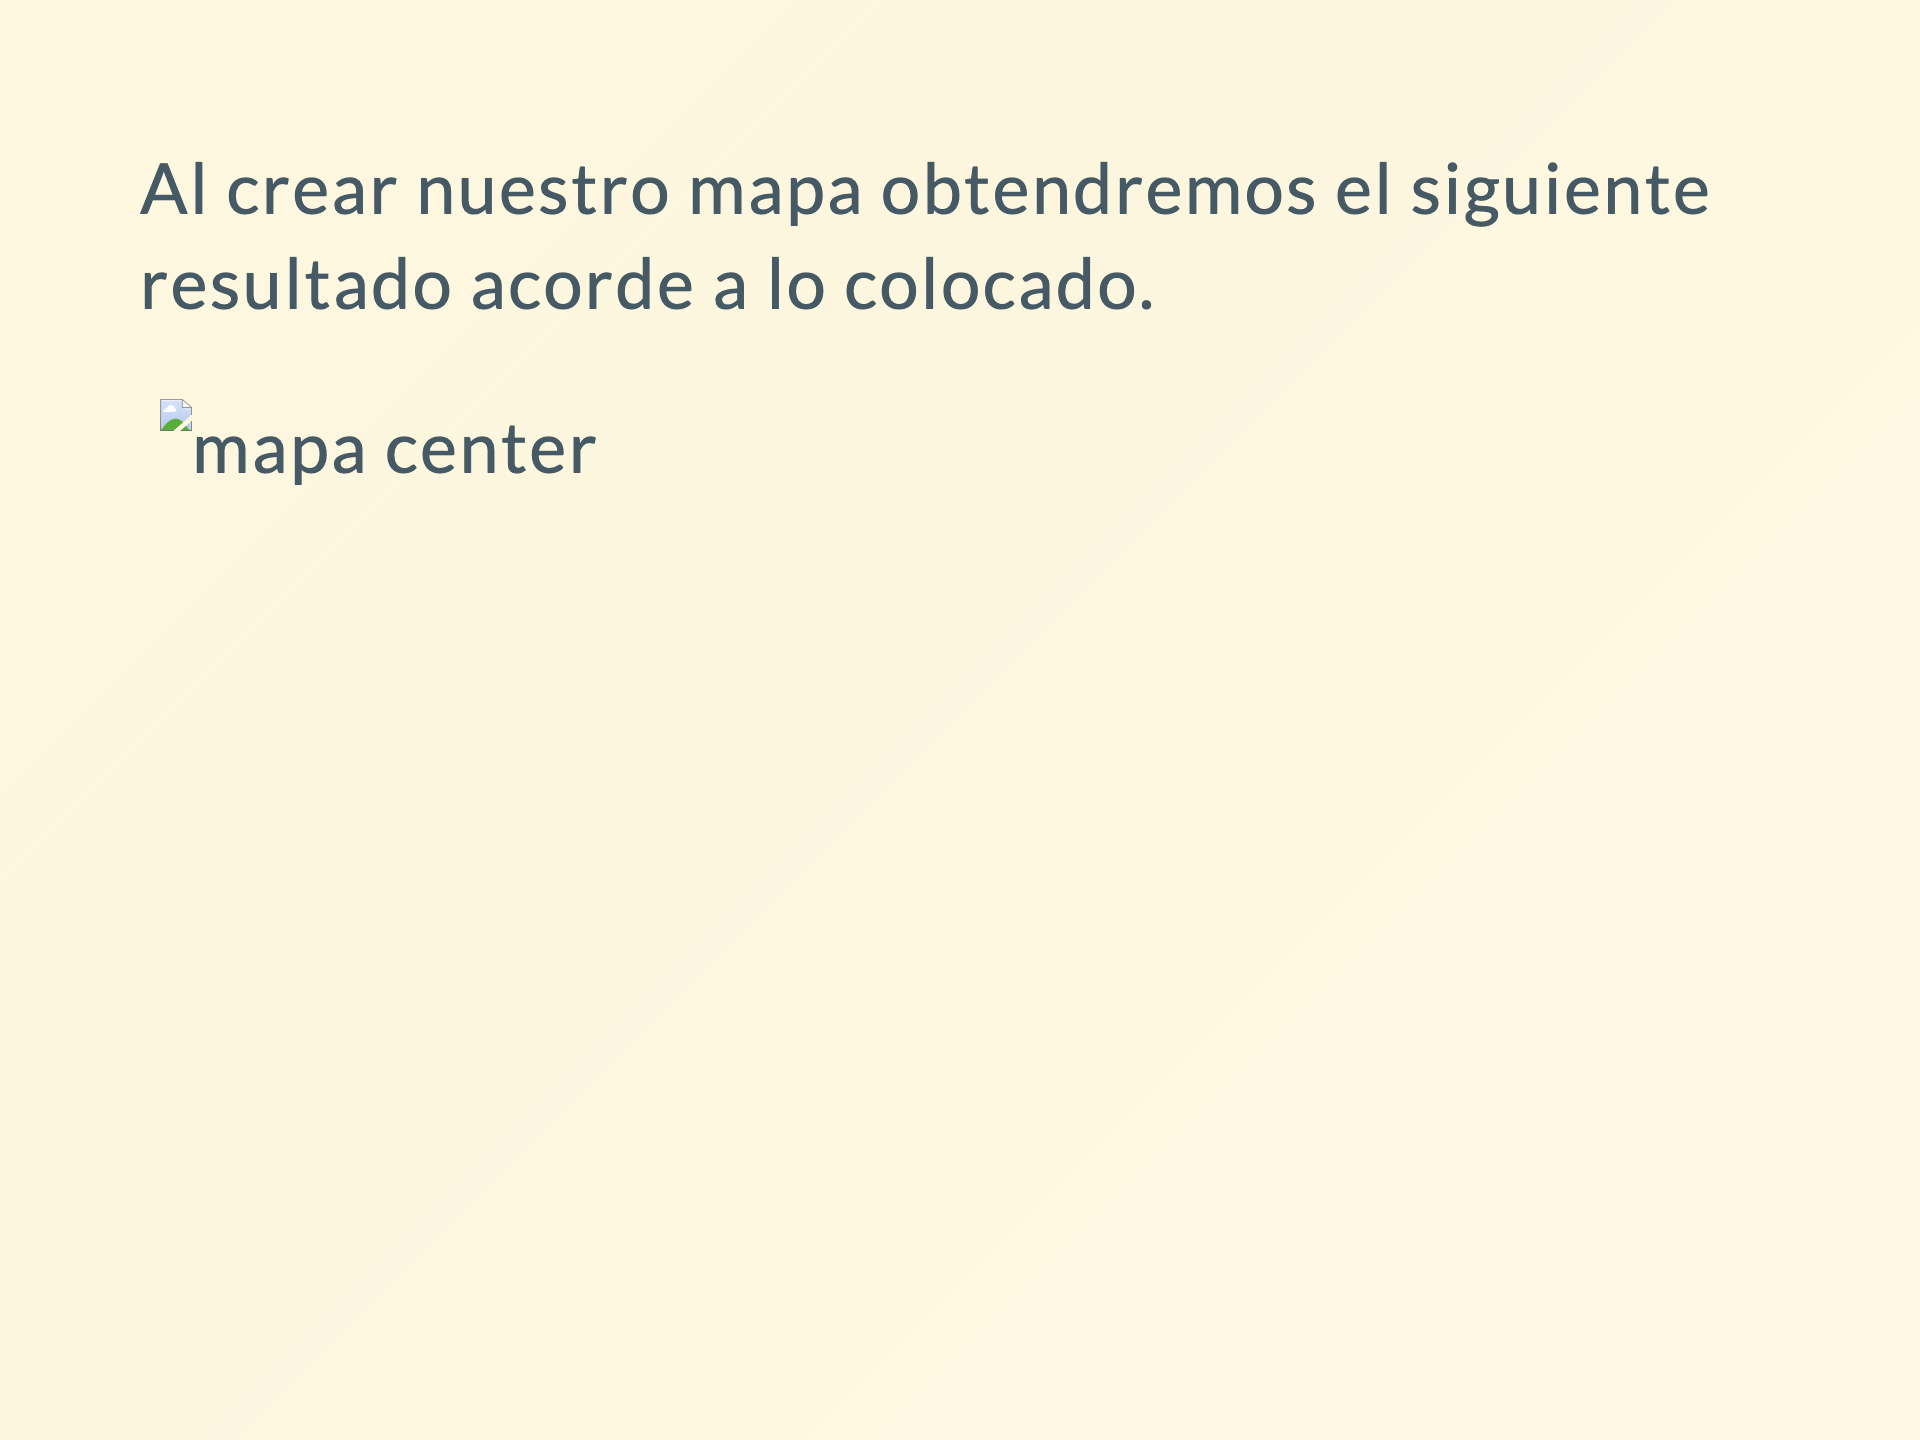 Al crear nuestro mapa obtendremos el siguiente
resultado acorde a lo colocado.
mapa center